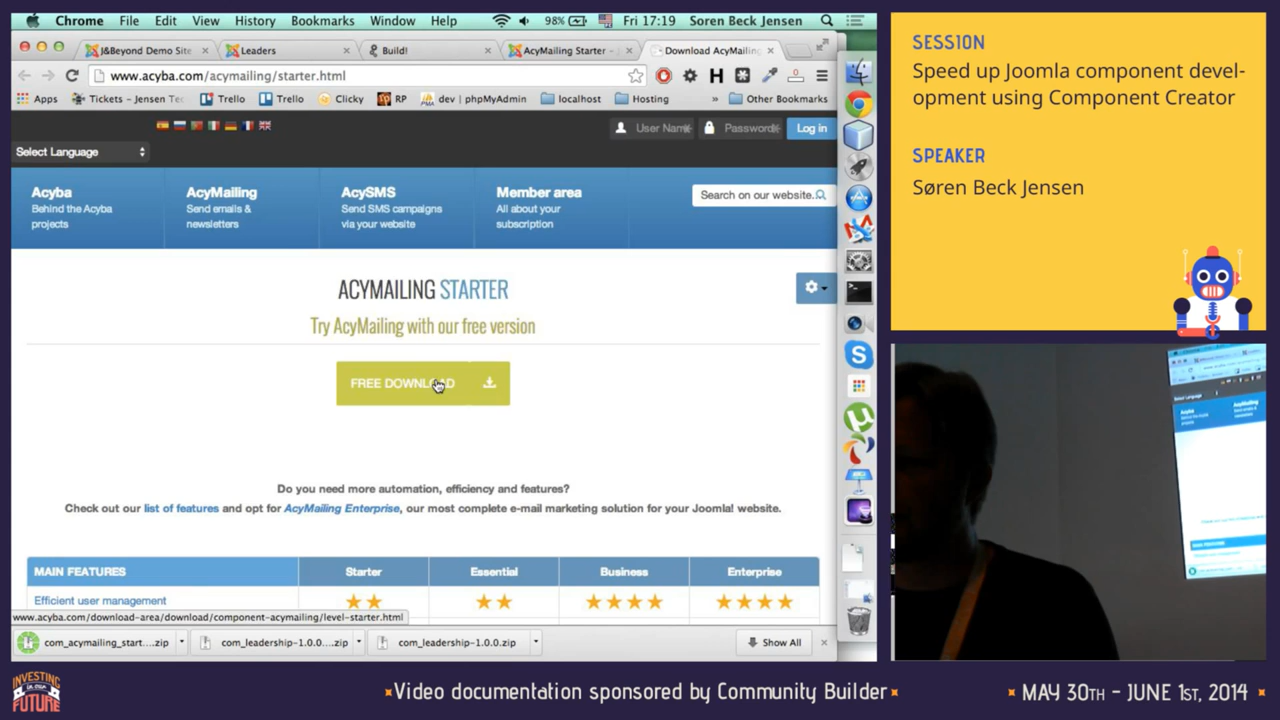 Chrome File Edit View History Bookmarks Window Help 98% Fri 17:19 Soren Beck Jensen
J&Beyond Demo Site
Leaders
Build!
AcyMailing Starter -
Download AcyMailing
www.acyba.com/acymailing/starter.html
Apps Tickets - Jensen Te Trello Trello Clicky RP dev | phpMyAdmin localhost Hosting » Other Bookmarks
User Name Password Log in
Select Language
Acyba AcyMailing AcySMS Member area
Behind the Acyba projects
Send emails & newsletters
Send SMS campaigns via your website
All about your subscription
Search on our website.
ACYMAILING STARTER
Try AcyMailing with our free version
FREE DOWNLOAD
Do you need more automation, efficiency and features?
Check out our list of features and opt for AcyMailing Enterprise, our most complete e-mail marketing solution for your Joomla! website.
MAIN FEATURES Starter Essential Business Enterprise
Efficient user management
www.acyba.com/download-area/download/component-acymailing/level-starter.html
com_acymailing_start....zip com_leadership-1.0.0....zip com_leadership-1.0.0.zip Show All
SESSION
Speed up Joomla component devel-
opment using Component Creator
SPEAKER
Søren Beck Jensen
INVESTING IN OUR FUTURE
Video documentation sponsored by Community Builder
MAY 30TH - JUNE 1ST, 2014